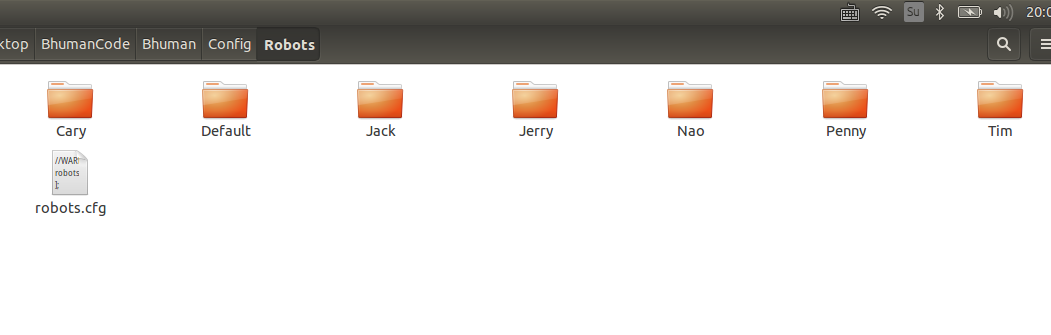 Su
20:0
ktop BhumanCode Bhuman Config Robots
Cary Default Jack Jerry Nao Penny Tim
//WAR
robots
];
robots.cfg